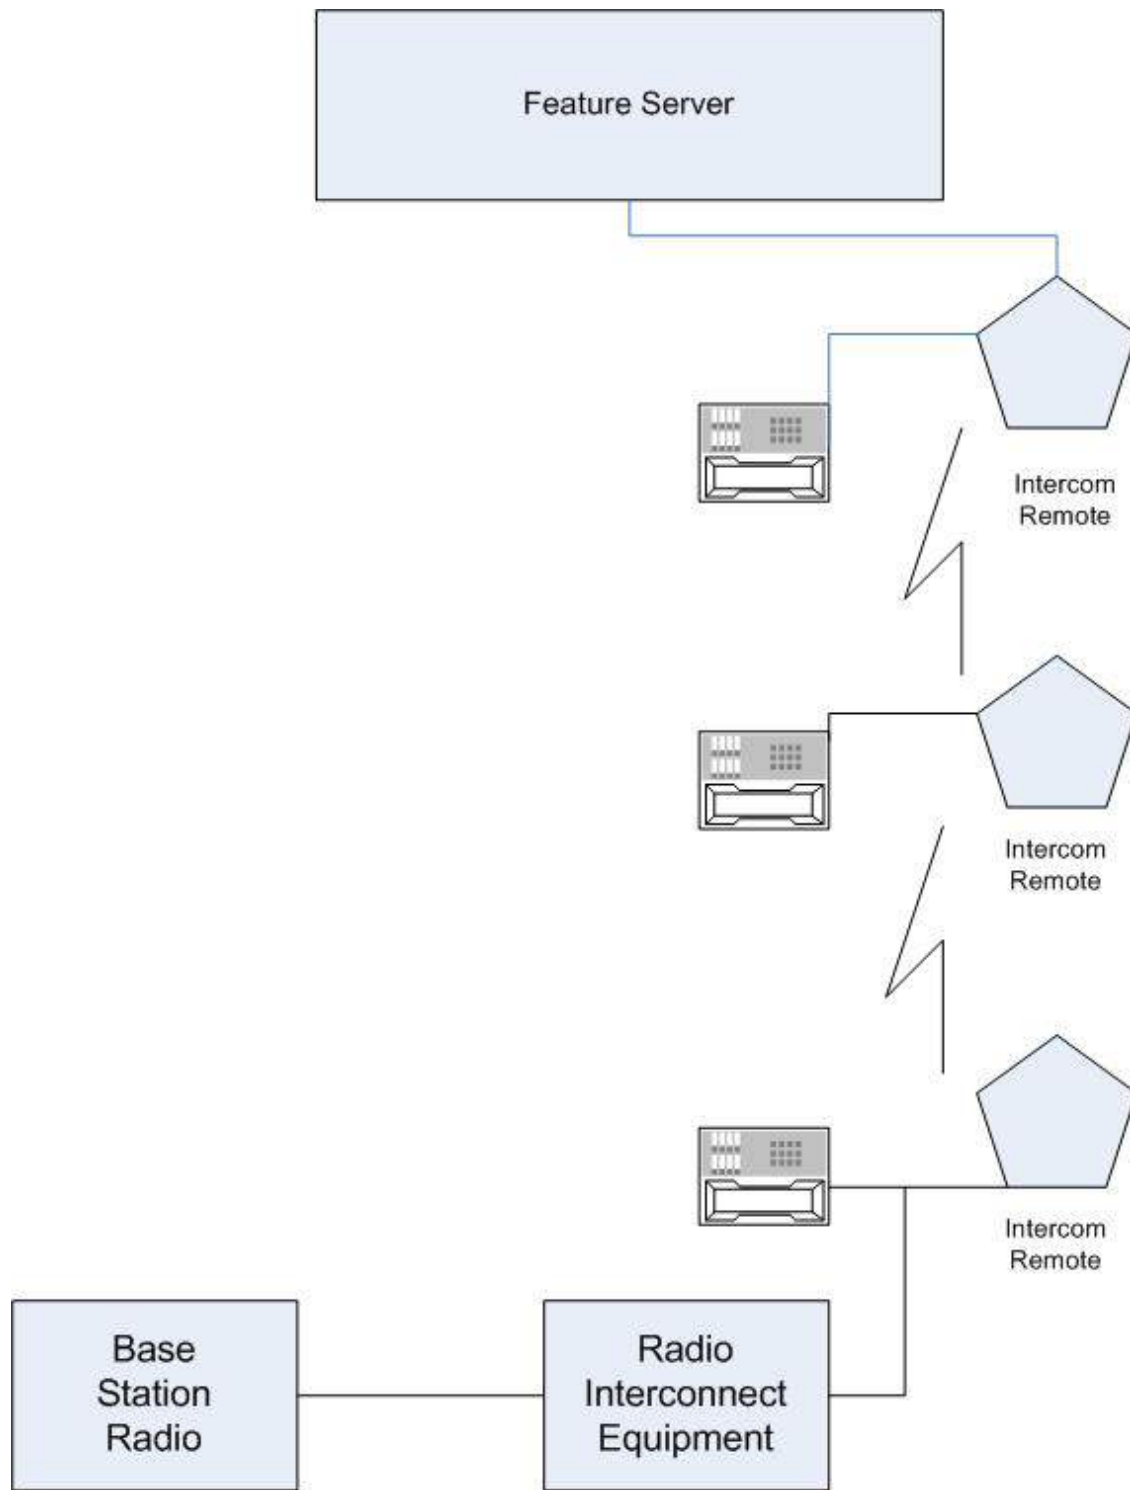 Feature Server
Intercom
Remote
Intercom
Remote
Intercom
Remote
Base
Station
Radio
Radio
Interconnect
Equipment